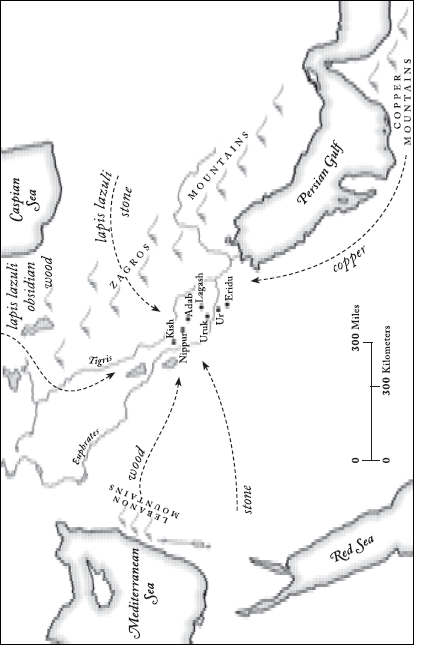 Caspian
Sea
lapis lazuli
obsidian
wood
lapis lazuli
stone
ZAGROS
MOUNTAINS
Tigris
Euphrates
Kish
Nippur
Adab
Lagash
Uruk
Ur
Eridu
Persian Gulf
COPPER
MOUNTAINS
copper
wood
LEBANON
MOUNTAINS
stone
Mediterranean
Sea
Red Sea
0
300 Miles
0
300 Kilometers